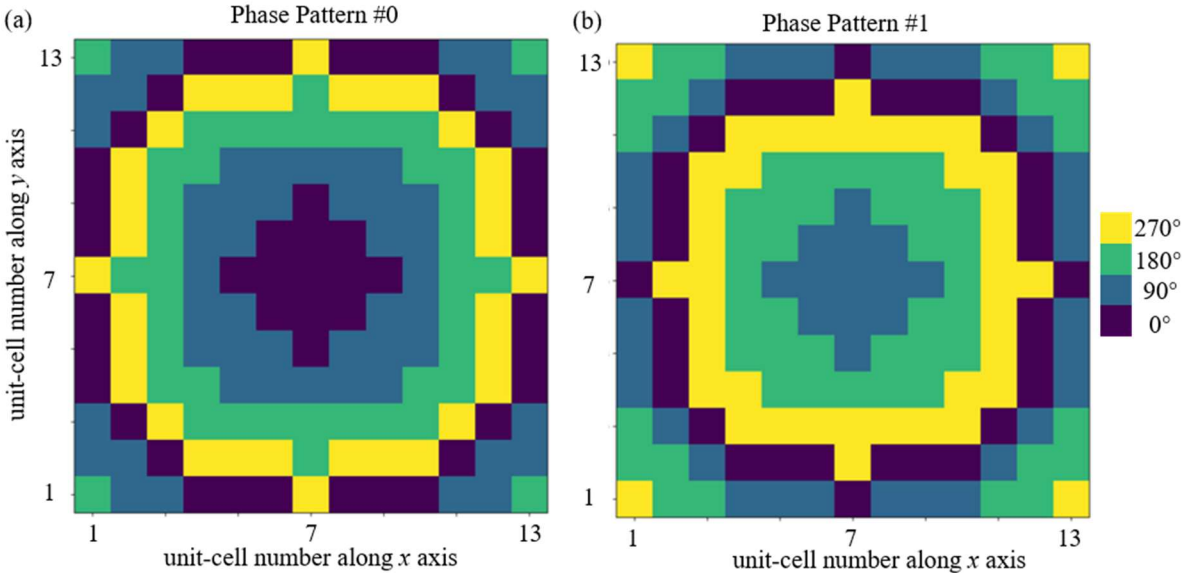 (a)
Phase Pattern #0
13
7
1
unit-cell number along y axis
1 7 13
unit-cell number along x axis
(b)
Phase Pattern #1
13
7
1
1 7 13
unit-cell number along x axis
270°
180°
90°
0°